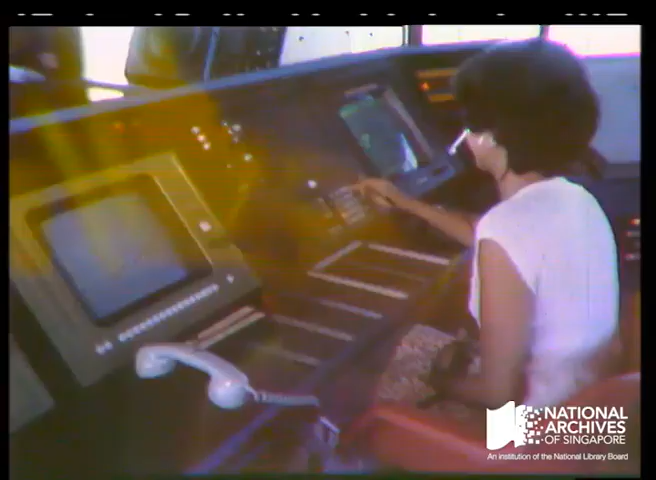 NATIONAL
ARCHIVES
OF SINGAPORE
An institution of the National Library Board